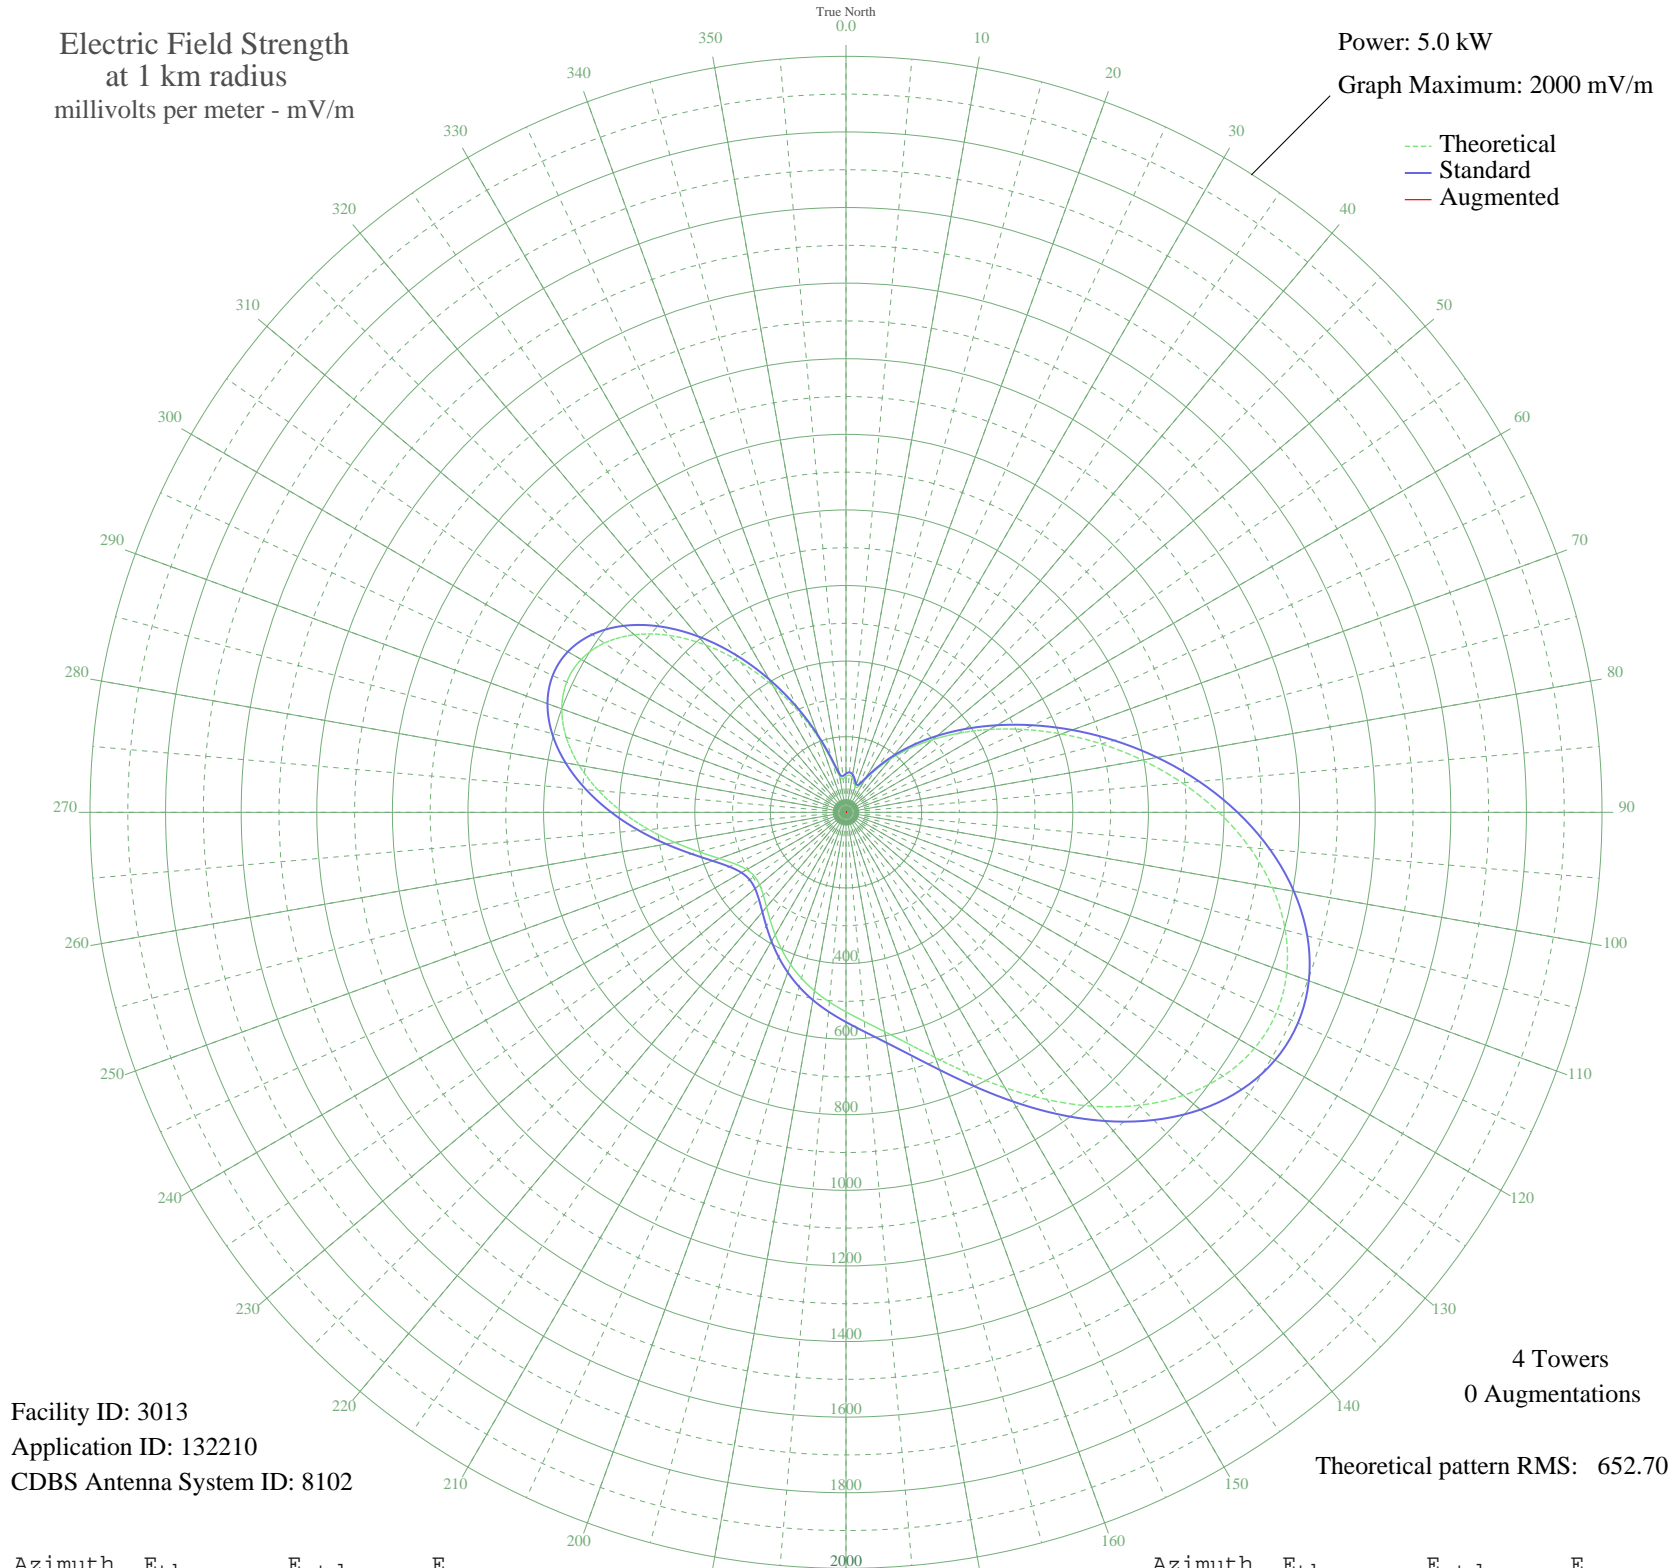 True North
Electric Field Strength
at 1 km radius
millivolts per meter - mV/m
Power: 5.0 kW
Graph Maximum: 2000 mV/m
Theoretical
Standard
Augmented
0.0
10
20
30
40
50
60
70
80
90
100
110
120
130
140
150
160
200
210
220
230
240
250
260
270
280
290
300
310
320
330
340
350
400
600
800
1000
1200
1400
1600
1800
2000
4 Towers
0 Augmentations
Theoretical pattern RMS: 652.70
Facility ID: 3013
Application ID: 132210
CDBS Antenna System ID: 8102
Azimuth
Azimuth